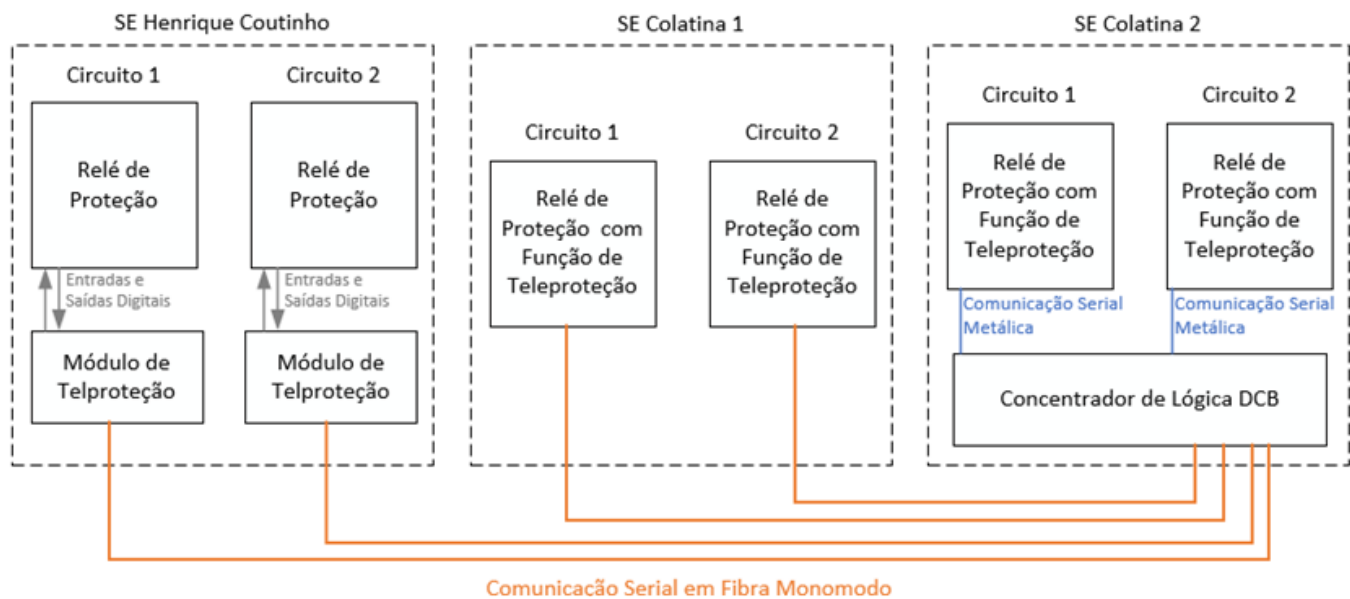 SE Henrique Coutinho
Circuito 1
Circuito 2
Relé de
Proteção
Relé de
Proteção
Entradas e
Saídas Digitais
Entradas e
Saídas Digitais
Módulo de
Telproteção
Módulo de
Telproteção
SE Colatina 1
Circuito 1
Circuito 2
Relé de
Proteção com
Função de
Teleproteção
Relé de
Proteção com
Função de
Teleproteção
SE Colatina 2
Circuito 1
Circuito 2
Relé de
Proteção com
Função de
Teleproteção
Relé de
Proteção com
Função de
Teleproteção
Comunicação Serial
Metálica
Comunicação Serial
Metálica
Concentrador de Lógica DCB
Comunicação Serial em Fibra Monomodo